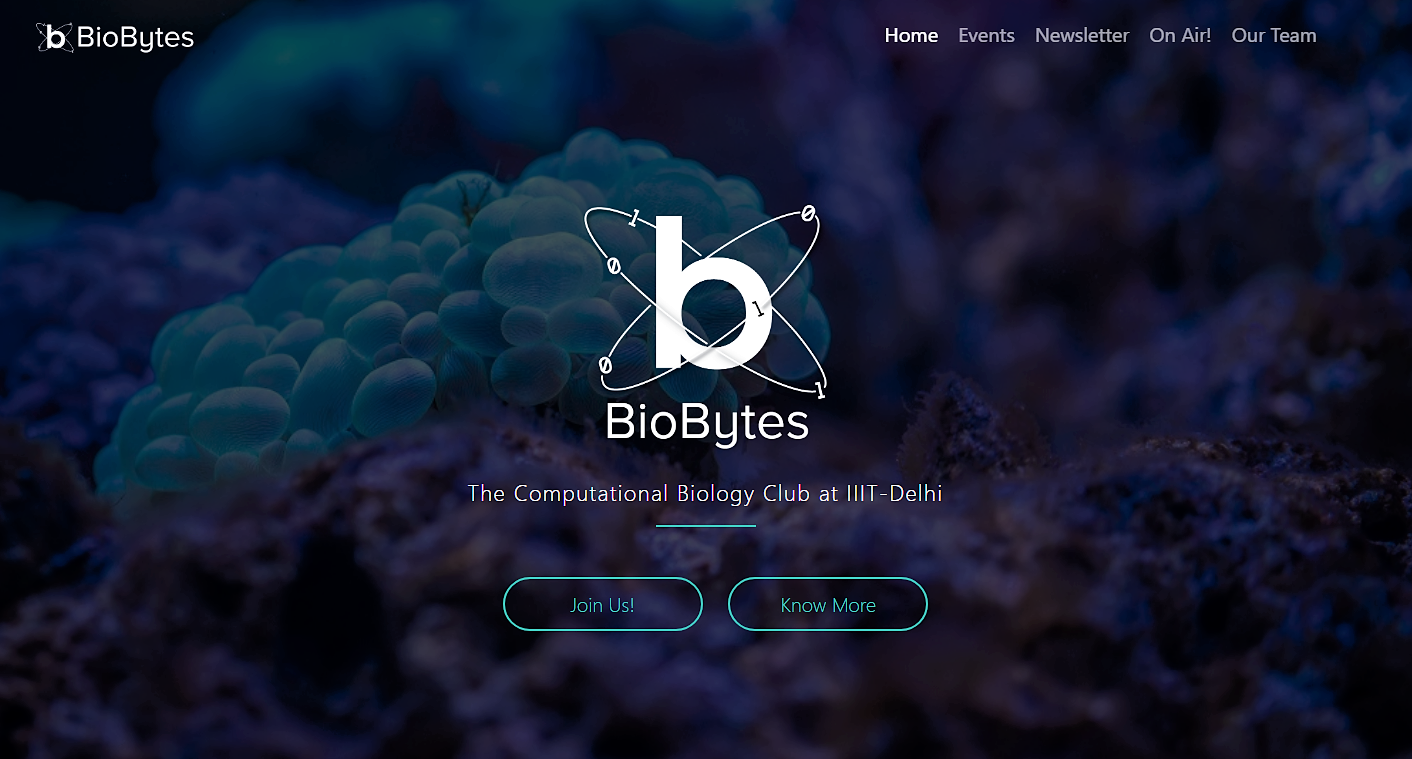 BioBytes
Home Events Newsletter On Air! Our Team
1 0
b
0
1
0
1
BioBytes
The Computational Biology Club at IIIT-Delhi
Join Us! Know More